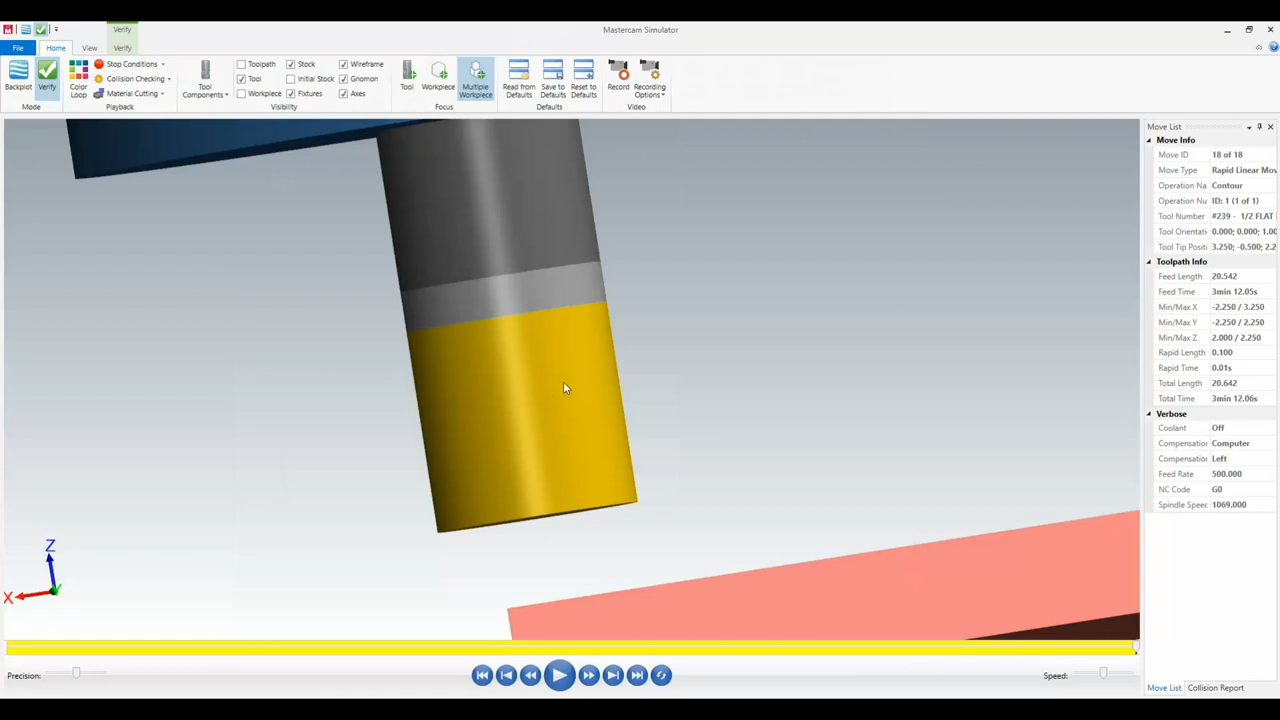 Verify
Mastercam Simulator
File
Home
View
Verify
Backplot
Verify
Mode
Color Loop
Stop Conditions
Collision Checking
Material Cutting
Playback
Tool Components
Toolpath
Tool
Workpiece
Stock
Initial Stock
Fixtures
Wireframe
Gnomon
Axes
Visibility
Tool
Workpiece
Multiple Workpiece
Focus
Read from Defaults
Save to Defaults
Reset to Defaults
Defaults
Record
Recording Options
Video
Move List
Move Info
Move ID 18 of 18
Move Type Rapid Linear Mov
Operation Na Contour
Operation Nu ID: 1 (1 of 1)
Tool Number #239 - 1/2 FLAT
Tool Orientati 0.000; 0.000; 1.00
Tool Tip Positi 3.250; -0.500; 2.2
Toolpath Info
Feed Length 20.542
Feed Time 3min 12.05s
Min/Max X -2.250 / 3.250
Min/Max Y -2.250 / 2.250
Min/Max Z 2.000 / 2.250
Rapid Length 0.100
Rapid Time 0.01s
Total Length 20.642
Total Time 3min 12.06s
Verbose
Coolant Off
Compensatio Computer
Compensatio Left
Feed Rate 500.000
NC Code G0
Spindle Spee 1069.000
Z
X
Y
Precision:
Speed:
Move List
Collision Report